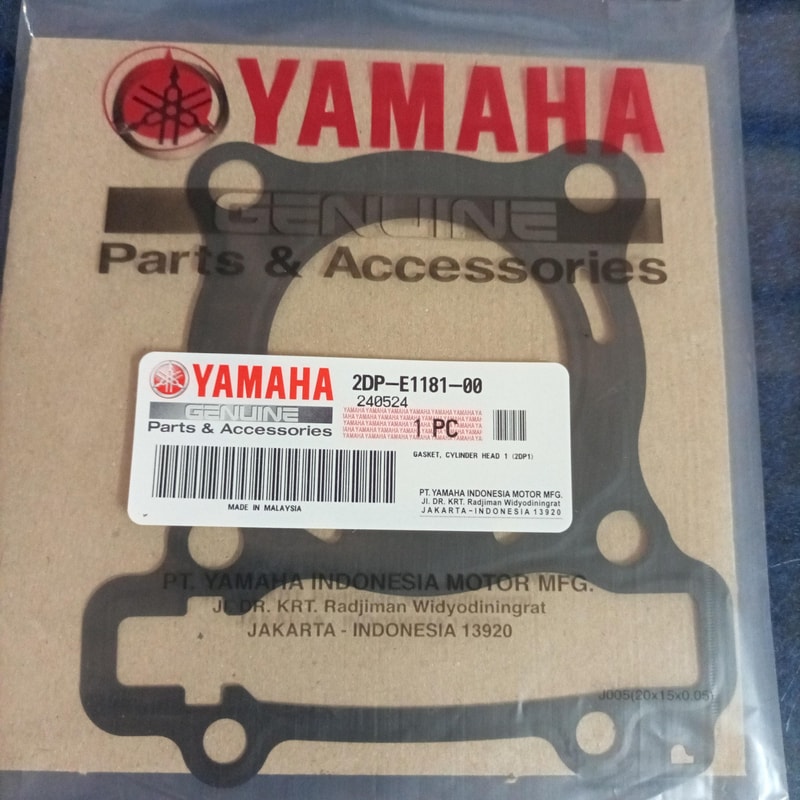 YAMAHA
GENUINE
Parts & Accessories
YAMAHA
GENUINE
Parts & Accessories
2DP-E1181-00
240524
1 PC
GASKET, CYLINDER HEAD 1 (2DP1)
MADE IN MALAYSIA
PT. YAMAHA INDONESIA MOTOR MFG.
Jl. DR. KRT. Radjiman Widyodiningrat
JAKARTA - INDONESIA 13920
PT. YAMAHA INDONESIA MOTOR MFG.
Jl. DR. KRT. Radjiman Widyodiningrat
JAKARTA - INDONESIA 13920
J005(20x15x0.05)